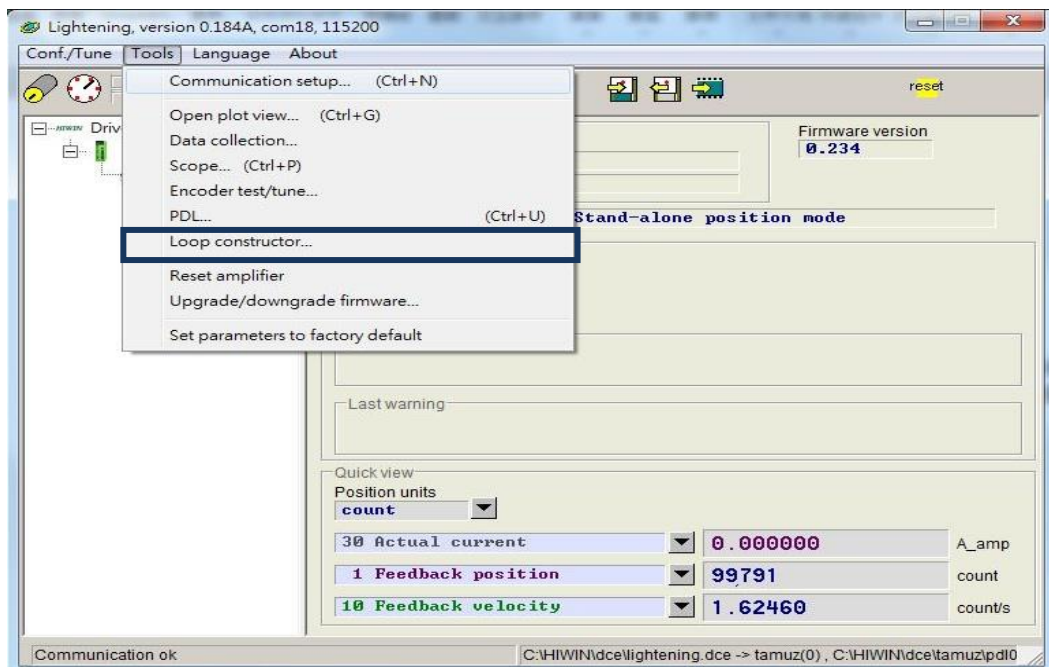 Lightening, version 0.184A, com18, 115200
Conf./Tune Tools Language About
Communication setup... (Ctrl+N)
Open plot view... (Ctrl+G)
Data collection...
Scope... (Ctrl+P)
Encoder test/tune...
PDL... (Ctrl+U)
Loop constructor...
Reset amplifier
Upgrade/downgrade firmware...
Set parameters to factory default
reset
HIWIN Driv
Firmware version
0.234
Stand-alone position mode
Last warning
Quick view
Position units
count
30 Actual current 0.000000 A_amp
1 Feedback position 99791 count
10 Feedback velocity 1.62460 count/s
Communication ok C:\HIWIN\dce\lightening.dce -> tamuz(0) , C:\HIWIN\dce\tamuz\pdl0